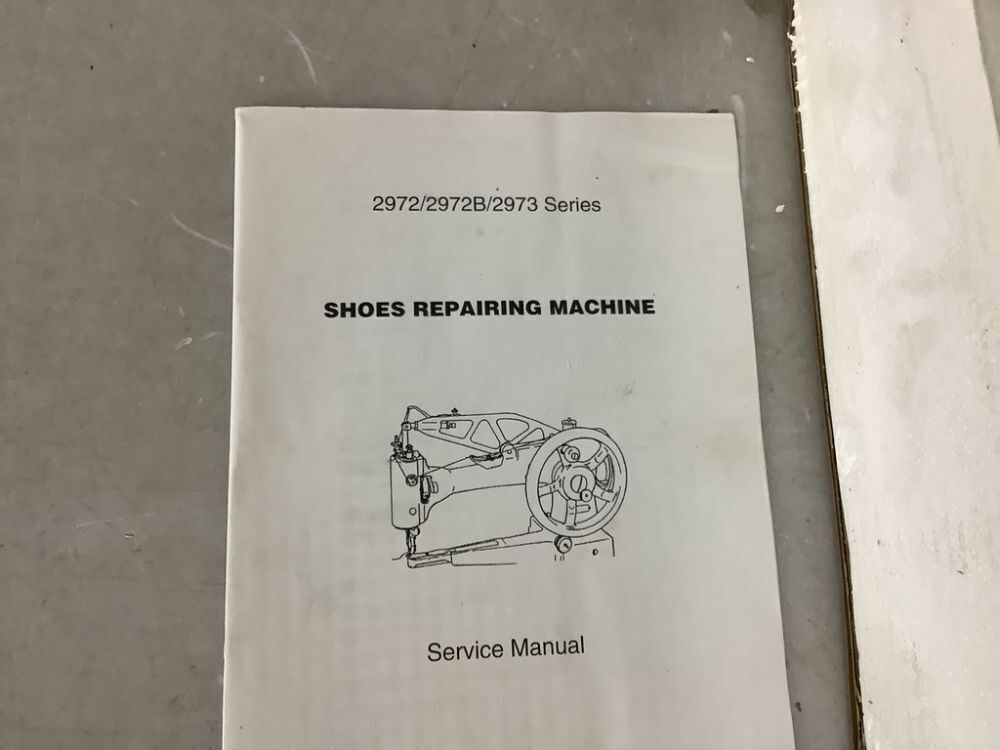 2972/2972B/2973 Series
SHOES REPAIRING MACHINE
Service Manual